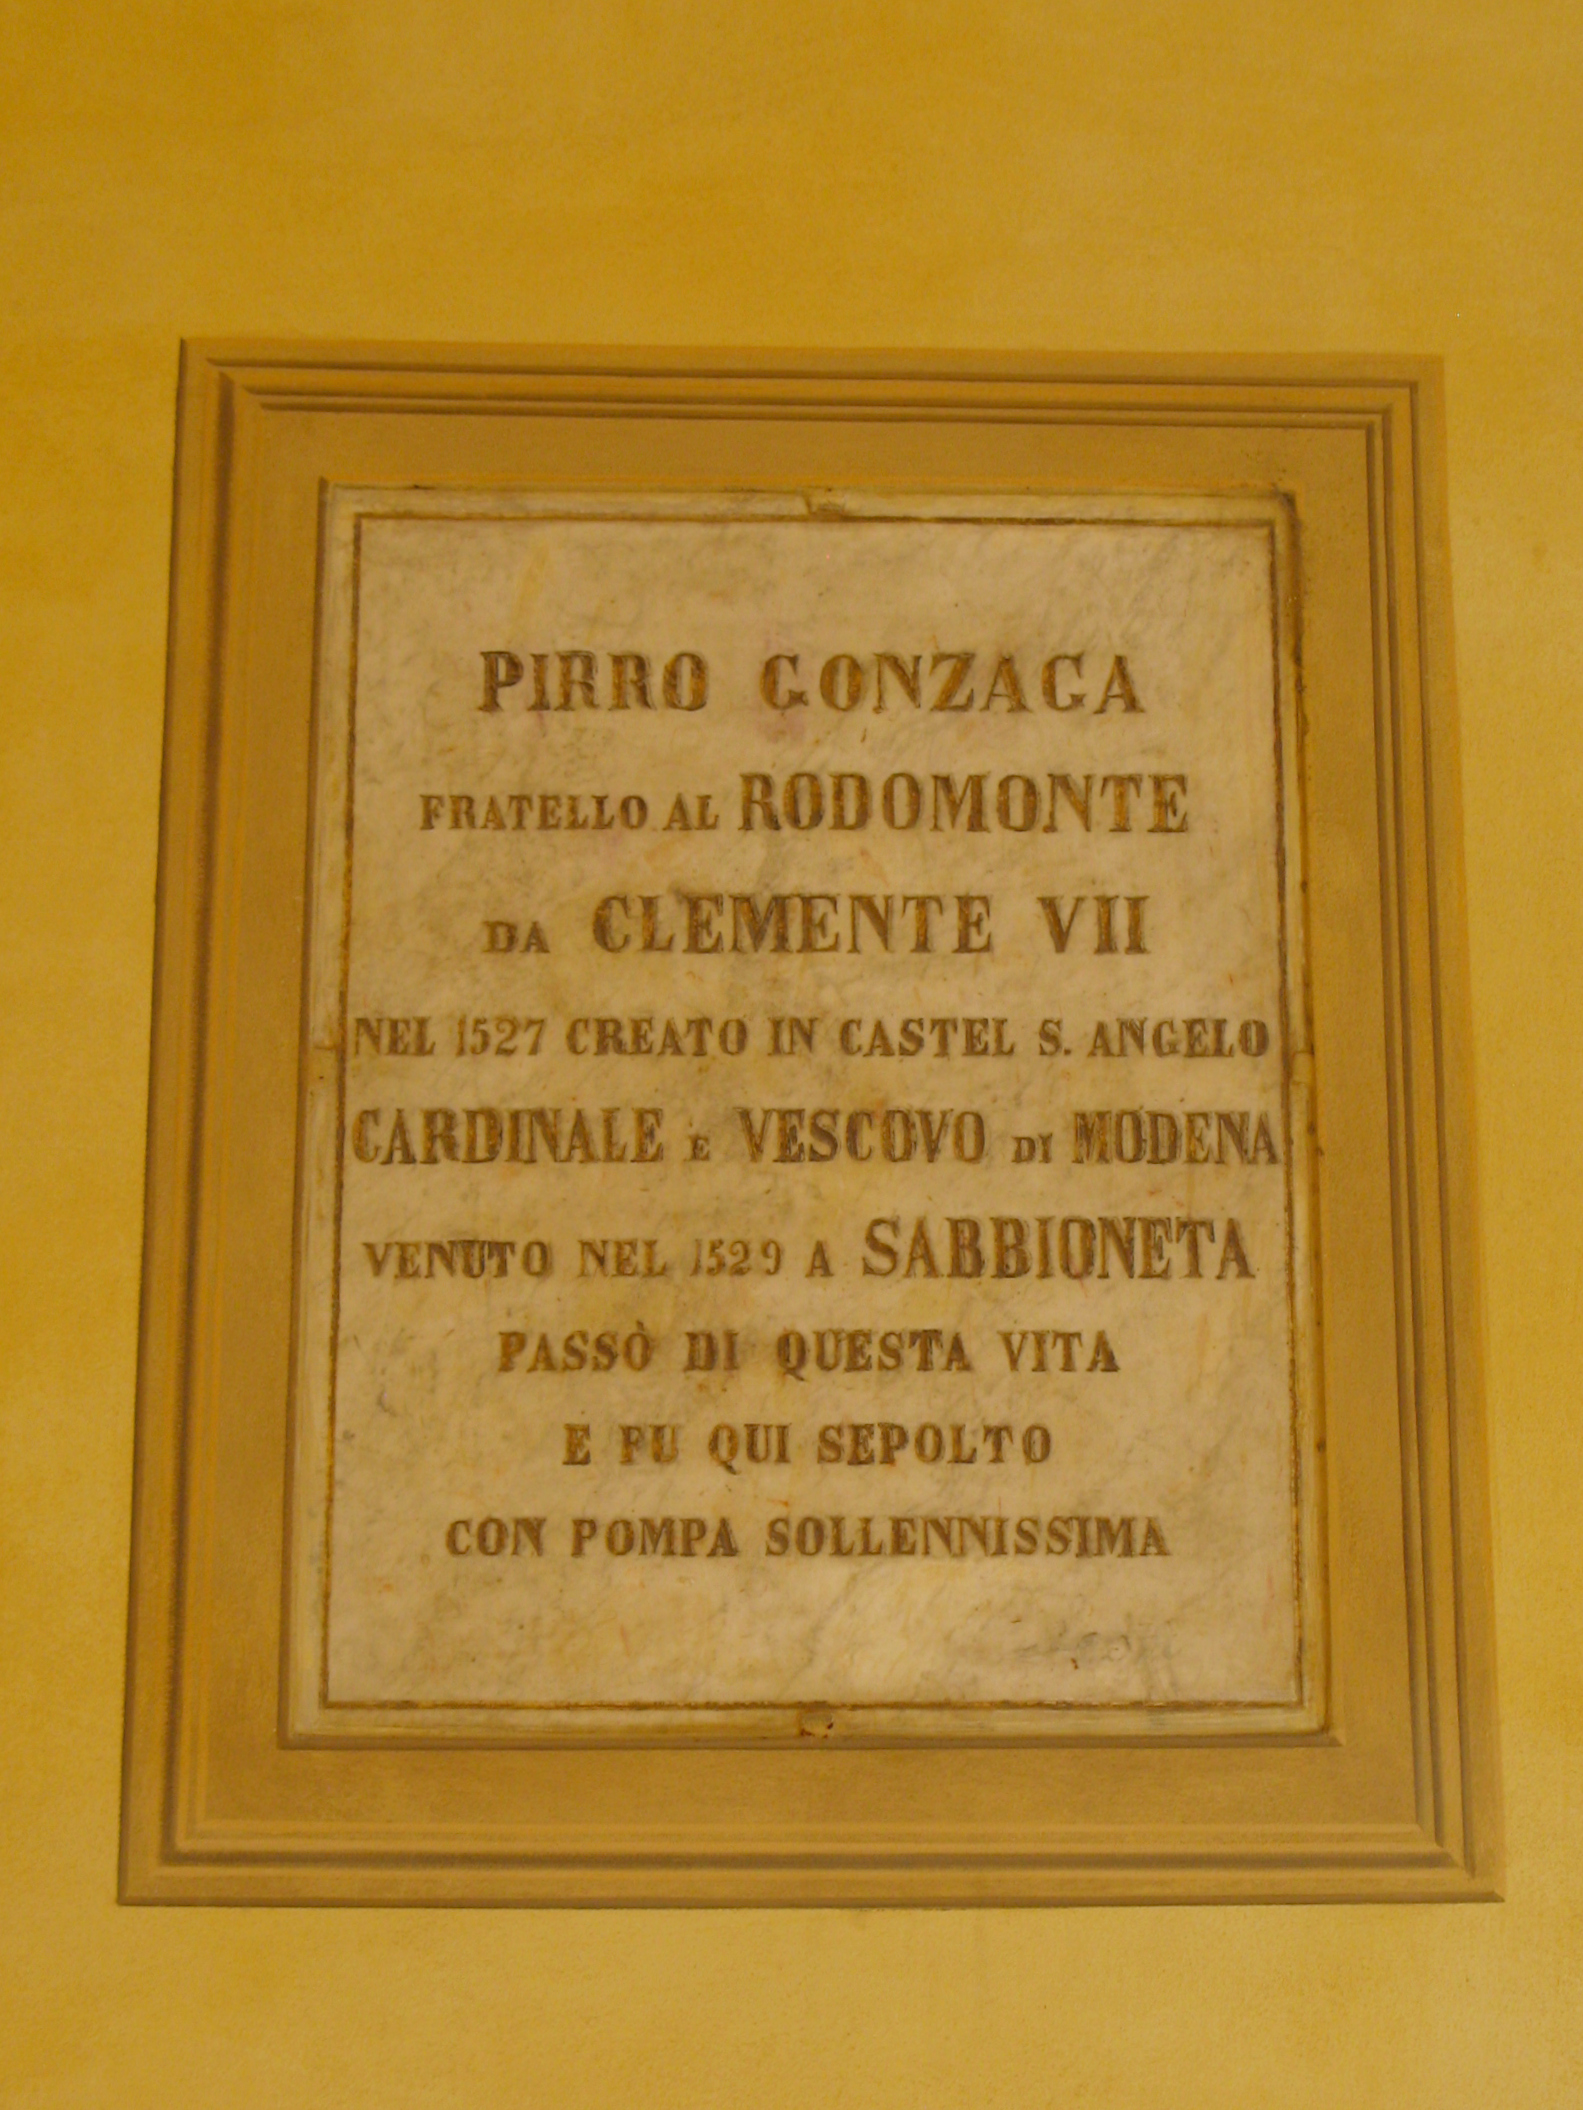 PIRRO GONZAGA
FRATELLO AL RODOMONTE
DA CLEMENTE VII
NEL 1527 CREATO IN CASTEL S. ANGELO
CARDINALE E VESCOVO DI MODENA
VENUTO NEL 1529 A SABBIONETA
PASSÒ DI QUESTA VITA
E FU QUI SEPOLTO
CON POMPA SOLLENNISSIMA